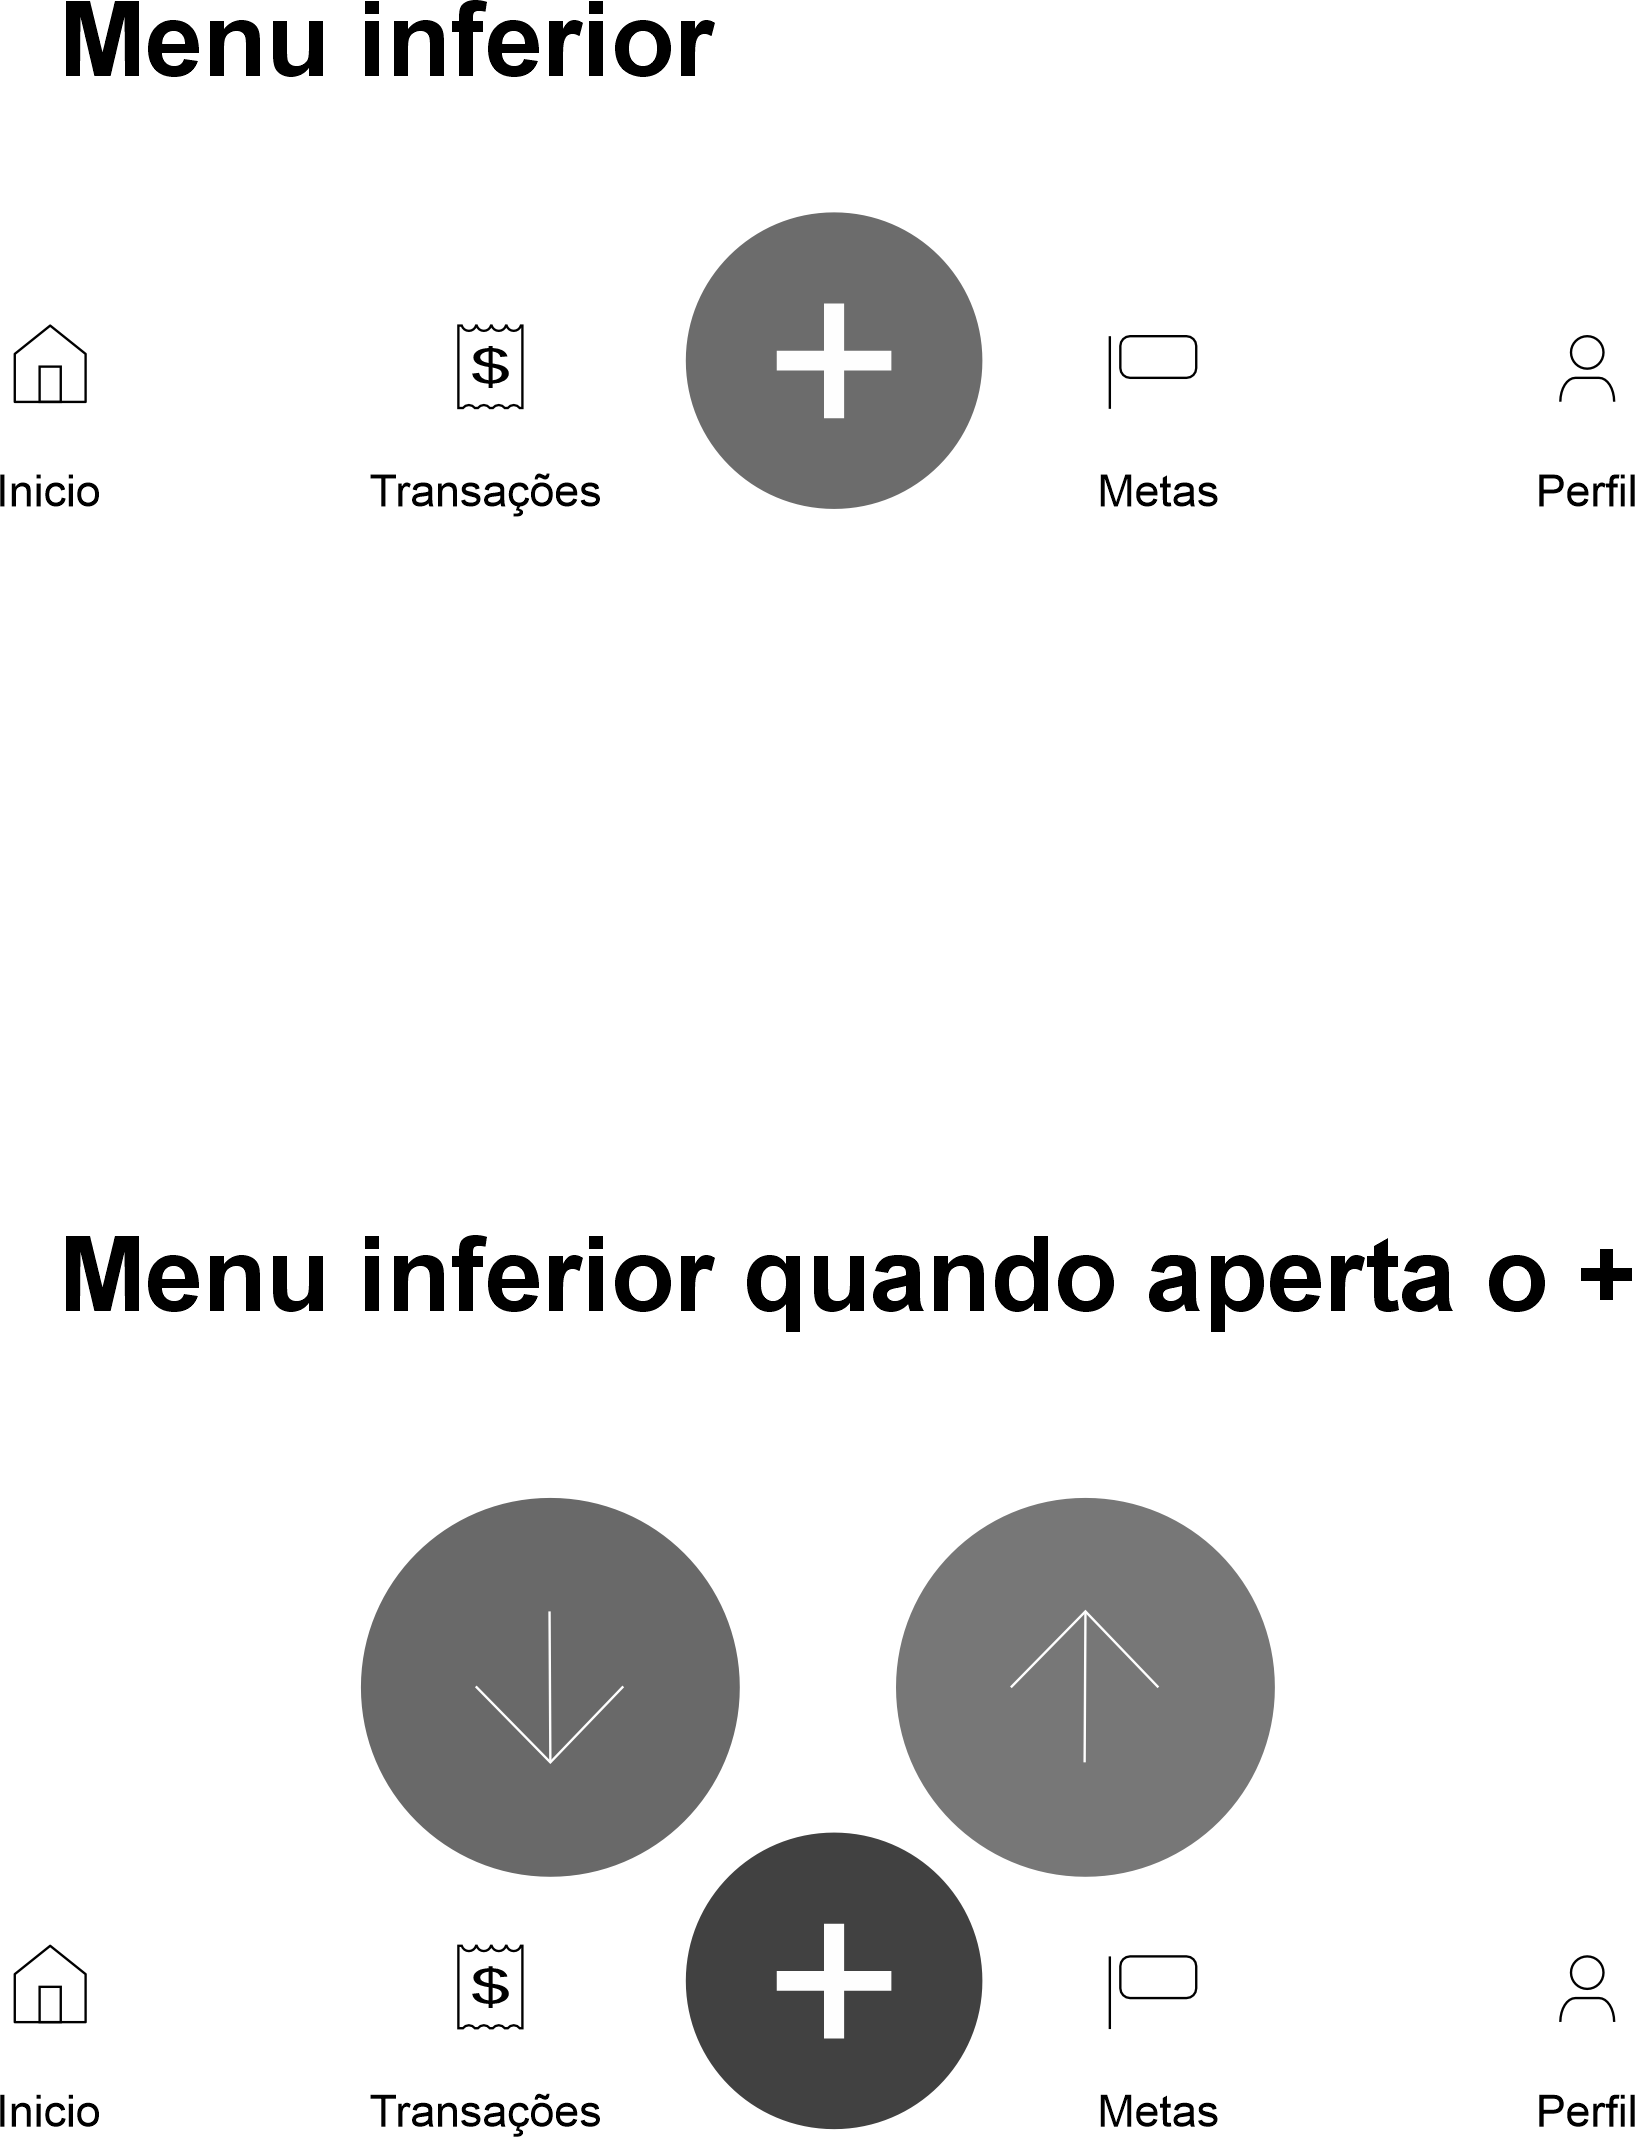 Menu inferior
$
Inicio Transações Metas Perfil
Menu inferior quando aperta o +
$
Inicio Transações Metas Perfil